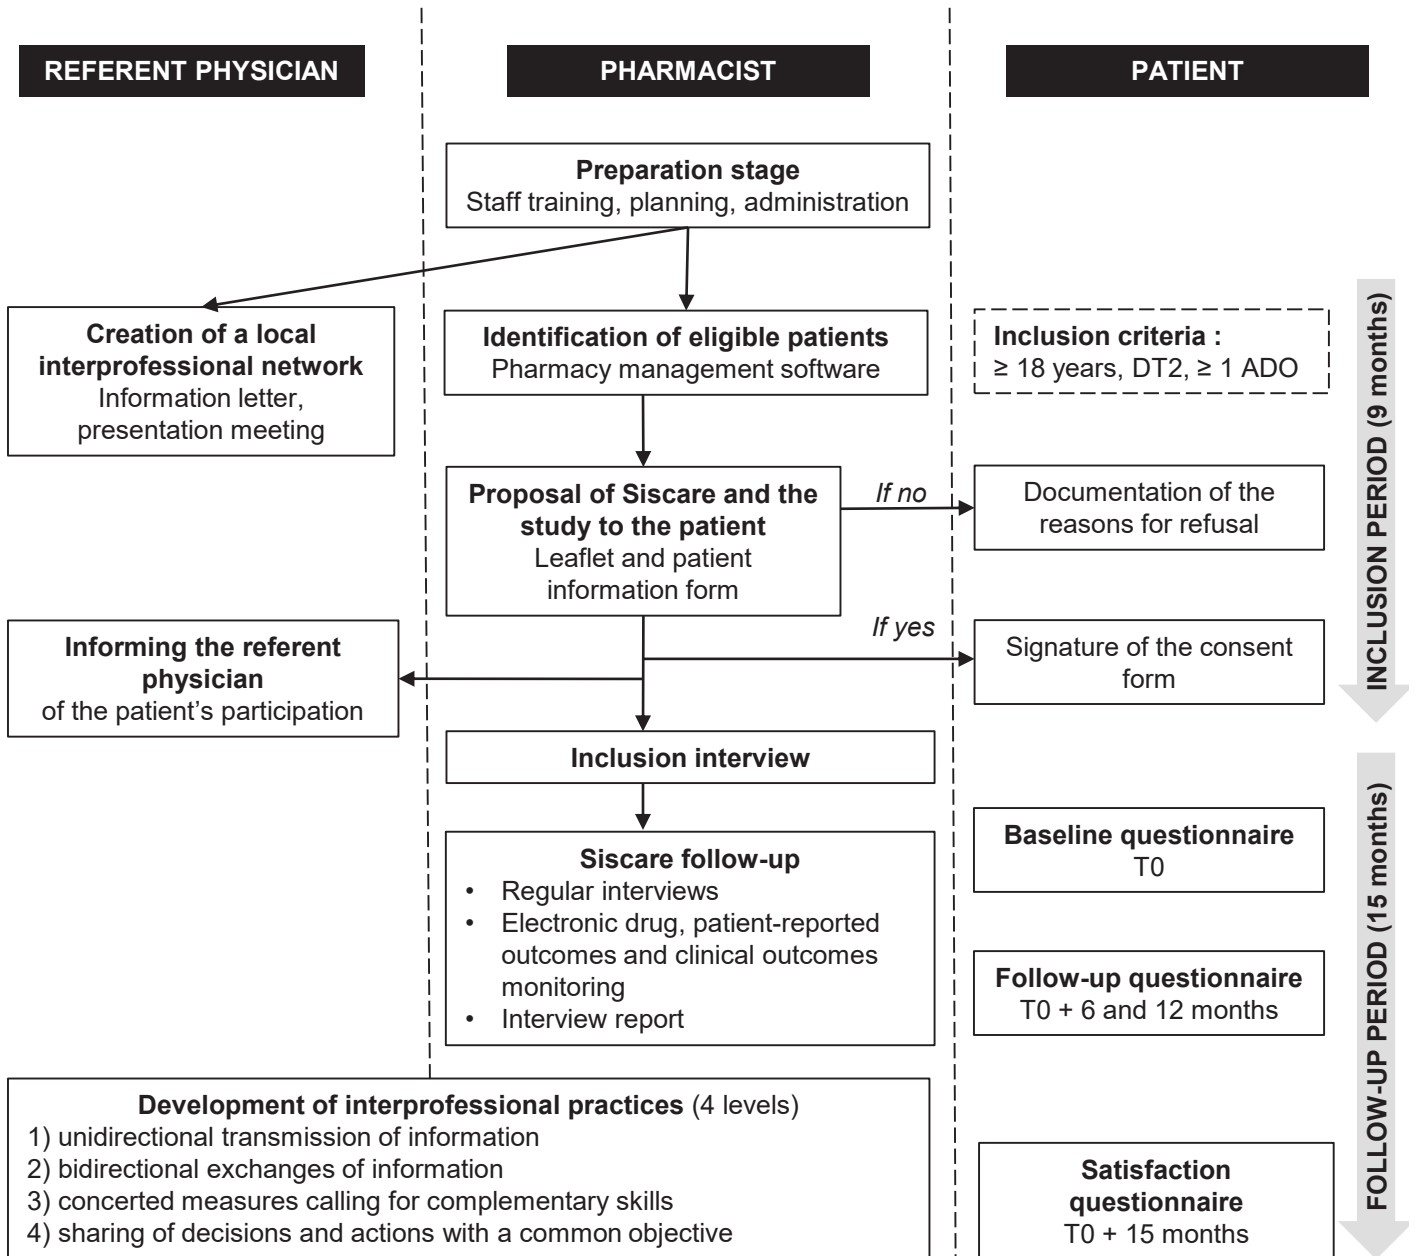 REFERENT PHYSICIAN
PHARMACIST
PATIENT
Preparation stage
Staff training, planning, administration
Creation of a local
interprofessional network
Information letter,
presentation meeting
Identification of eligible patients
Pharmacy management software
Inclusion criteria :
≥ 18 years, DT2, ≥ 1 ADO
Proposal of Siscare and the
study to the patient
Leaflet and patient
information form
If no
Documentation of the
reasons for refusal
If yes
Signature of the consent
form
Informing the referent
physician
of the patient’s participation
INCLUSION PERIOD (9 months)
Inclusion interview
Siscare follow-up
• Regular interviews
• Electronic drug, patient-reported
outcomes and clinical outcomes
monitoring
• Interview report
Baseline questionnaire
T0
Follow-up questionnaire
T0 + 6 and 12 months
Development of interprofessional practices (4 levels)
1) unidirectional transmission of information
2) bidirectional exchanges of information
3) concerted measures calling for complementary skills
4) sharing of decisions and actions with a common objective
Satisfaction
questionnaire
T0 + 15 months
FOLLOW-UP PERIOD (15 months)